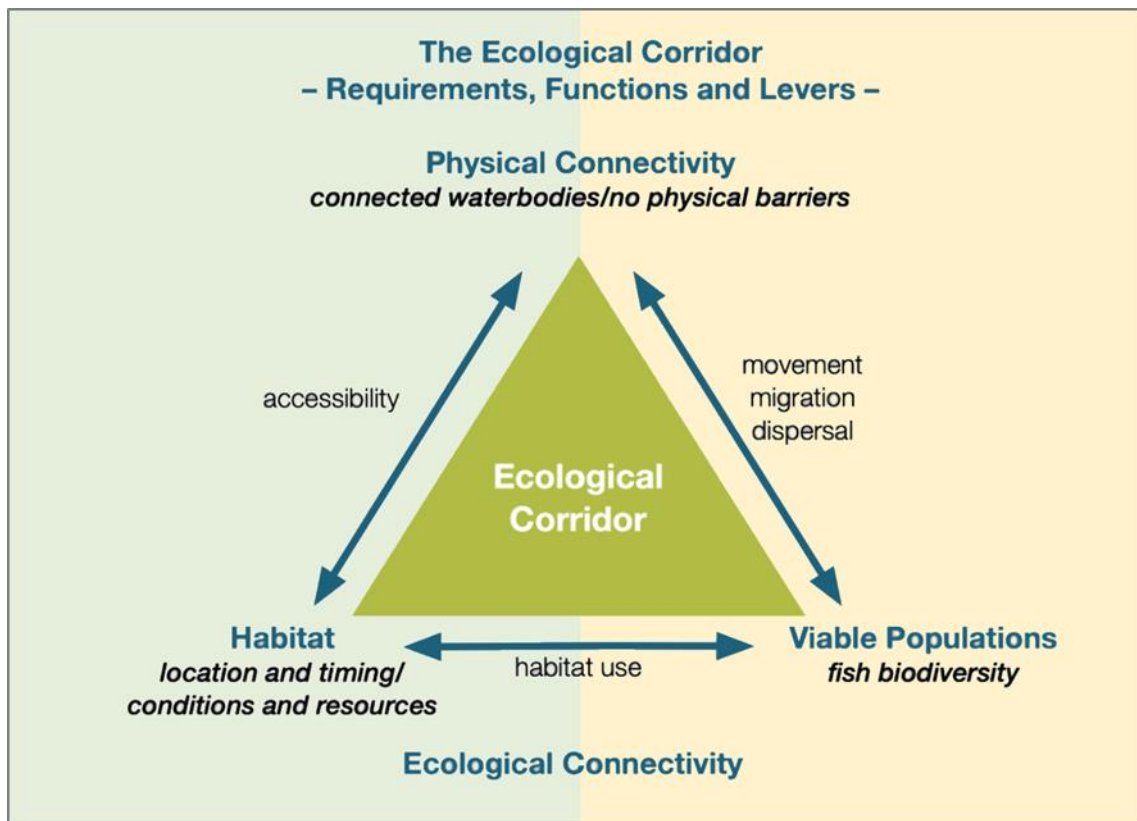 The Ecological Corridor
– Requirements, Functions and Levers –
Physical Connectivity
connected waterbodies/no physical barriers
accessibility
movement
migration
dispersal
Ecological
Corridor
Habitat
location and timing/
conditions and resources
habitat use
Viable Populations
fish biodiversity
Ecological Connectivity